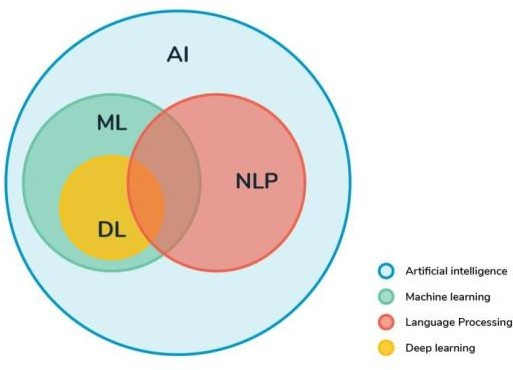 AI
ML
NLP
DL
Artificial intelligence
Machine learning
Language Processing
Deep learning